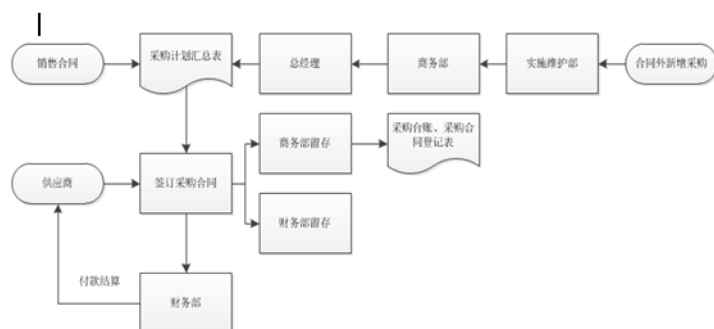 销售合同
采购计划汇总表
总经理
商务部
实施维护部
合同外新增采购
商务部留存
采购台账、采购合
同登记表
供应商
签订采购合同
财务部留存
付款结算
财务部